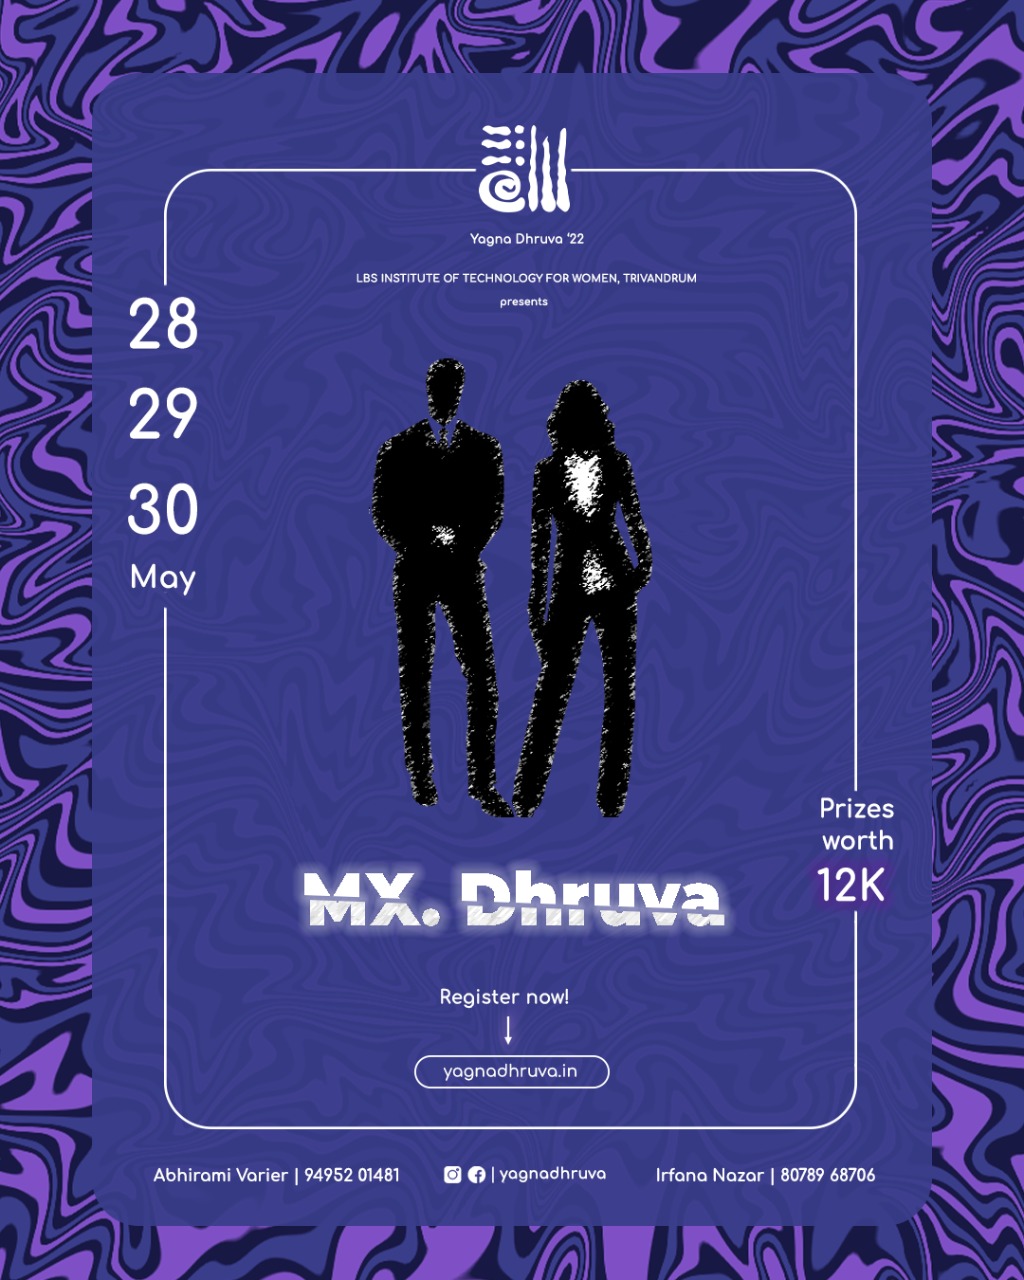 Yagna Dhruva ‘22
LBS INSTITUTE OF TECHNOLOGY FOR WOMEN, TRIVANDRUM
presents
28
29
30
May
Prizes
worth
12K
MX. Dhruva
Register now!
yagnadhruva.in
Abhirami Varier | 94952 01481
| yagnadhruva
Irfana Nazar | 80789 68706